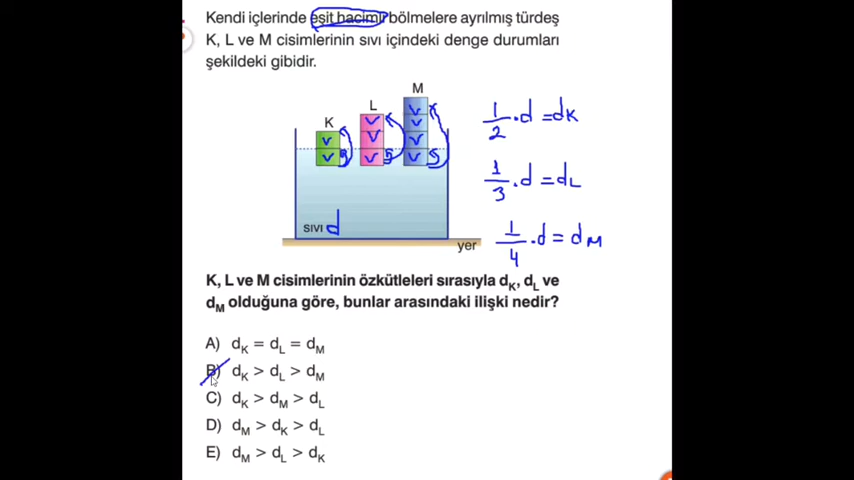 Kendi içlerinde eşit hacimli bölmelere ayrılmış türdeş
K, L ve M cisimlerinin sıvı içindeki denge durumları
şekildeki gibidir.
M
L
K
V V
V V V
V V V V
1/2 . d = dK
1/3 . d = dL
1/4 . d = dM
SIVI d
yer
K, L ve M cisimlerinin özkütleleri sırasıyla dK, dL ve
dM olduğuna göre, bunlar arasındaki ilişki nedir?
A) dK = dL = dM
B) dK > dL > dM
C) dK > dM > dL
D) dM > dK > dL
E) dM > dL > dK